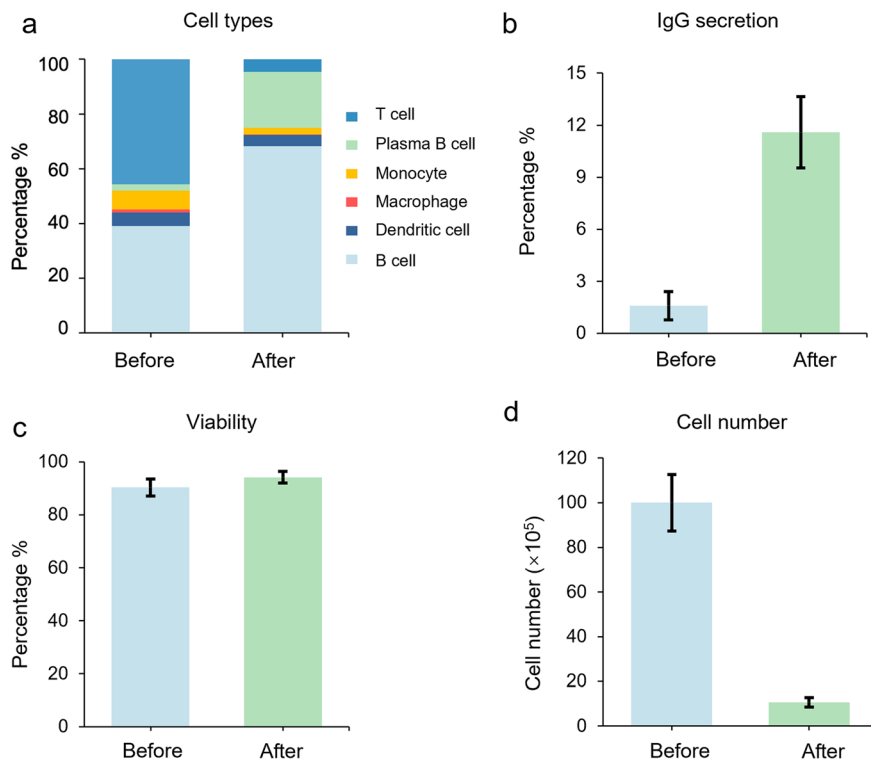 a
Cell types
Percentage %
100
80
60
40
20
0
Before
After
T cell
Plasma B cell
Monocyte
Macrophage
Dendritic cell
B cell
b
IgG secretion
Percentage %
15
12
9
6
3
0
Before
After
c
Viability
Percentage %
100
80
60
40
20
0
Before
After
d
Cell number
Cell number (×10⁵)
120
100
80
60
40
20
0
Before
After